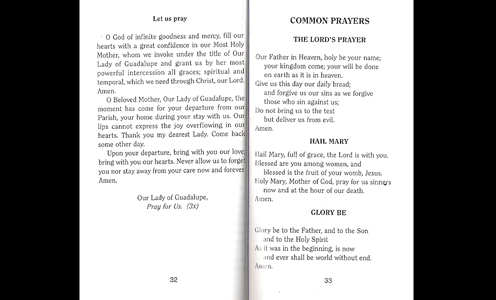 Let us pray
O God of infinite goodness and mercy, fill our
hearts with a great confidence in our Most Holy
Mother, whom we invoke under the title of Our
Lady of Guadalupe and grant us by her most
powerful intercession all graces; spiritual and
temporal, which we need through Christ, our Lord.
Amen.
O Beloved Mother, Our Lady of Guadalupe, the
moment has come for your departure from our
Parish, your home during your stay with us. Our
lips cannot express the joy overflowing in our
hearts. Thank you my dearest Lady. Come back
some other day.
Upon your departure, bring with you our love,
bring with you our hearts. Never allow us to forget
you nor stay away from your care now and forever.
Amen.
Our Lady of Guadalupe,
Pray for Us. (3x)
32
COMMON PRAYERS
THE LORD'S PRAYER
Our Father in Heaven, holy be your name;
your kingdom come; your will be done
on earth as it is in heaven.
Give us this day our daily bread;
and forgive us our sins as we forgive
those who sin against us;
Do not bring us to the test
but deliver us from evil.
Amen.
HAIL MARY
Hail Mary, full of grace, the Lord is with you.
Blessed are you among women, and
blessed is the fruit of your womb, Jesus.
Holy Mary, Mother of God, pray for us sinners
now and at the hour of our death.
Amen.
GLORY BE
Glory be to the Father, and to the Son
and to the Holy Spirit
As it was in the beginning, is now
and ever shall be world without end.
Amen.
33